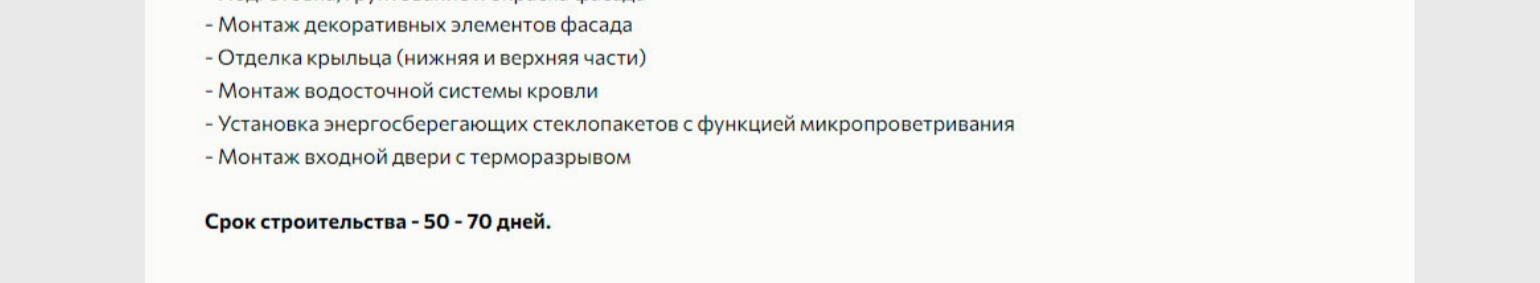 - Монтаж декоративных элементов фасада
- Отделка крыльца (нижняя и верхняя части)
- Монтаж водосточной системы кровли
- Установка энергосберегающих стеклопакетов с функцией микропроветривания
- Монтаж входной двери с терморазрывом
Срок строительства - 50 - 70 дней.